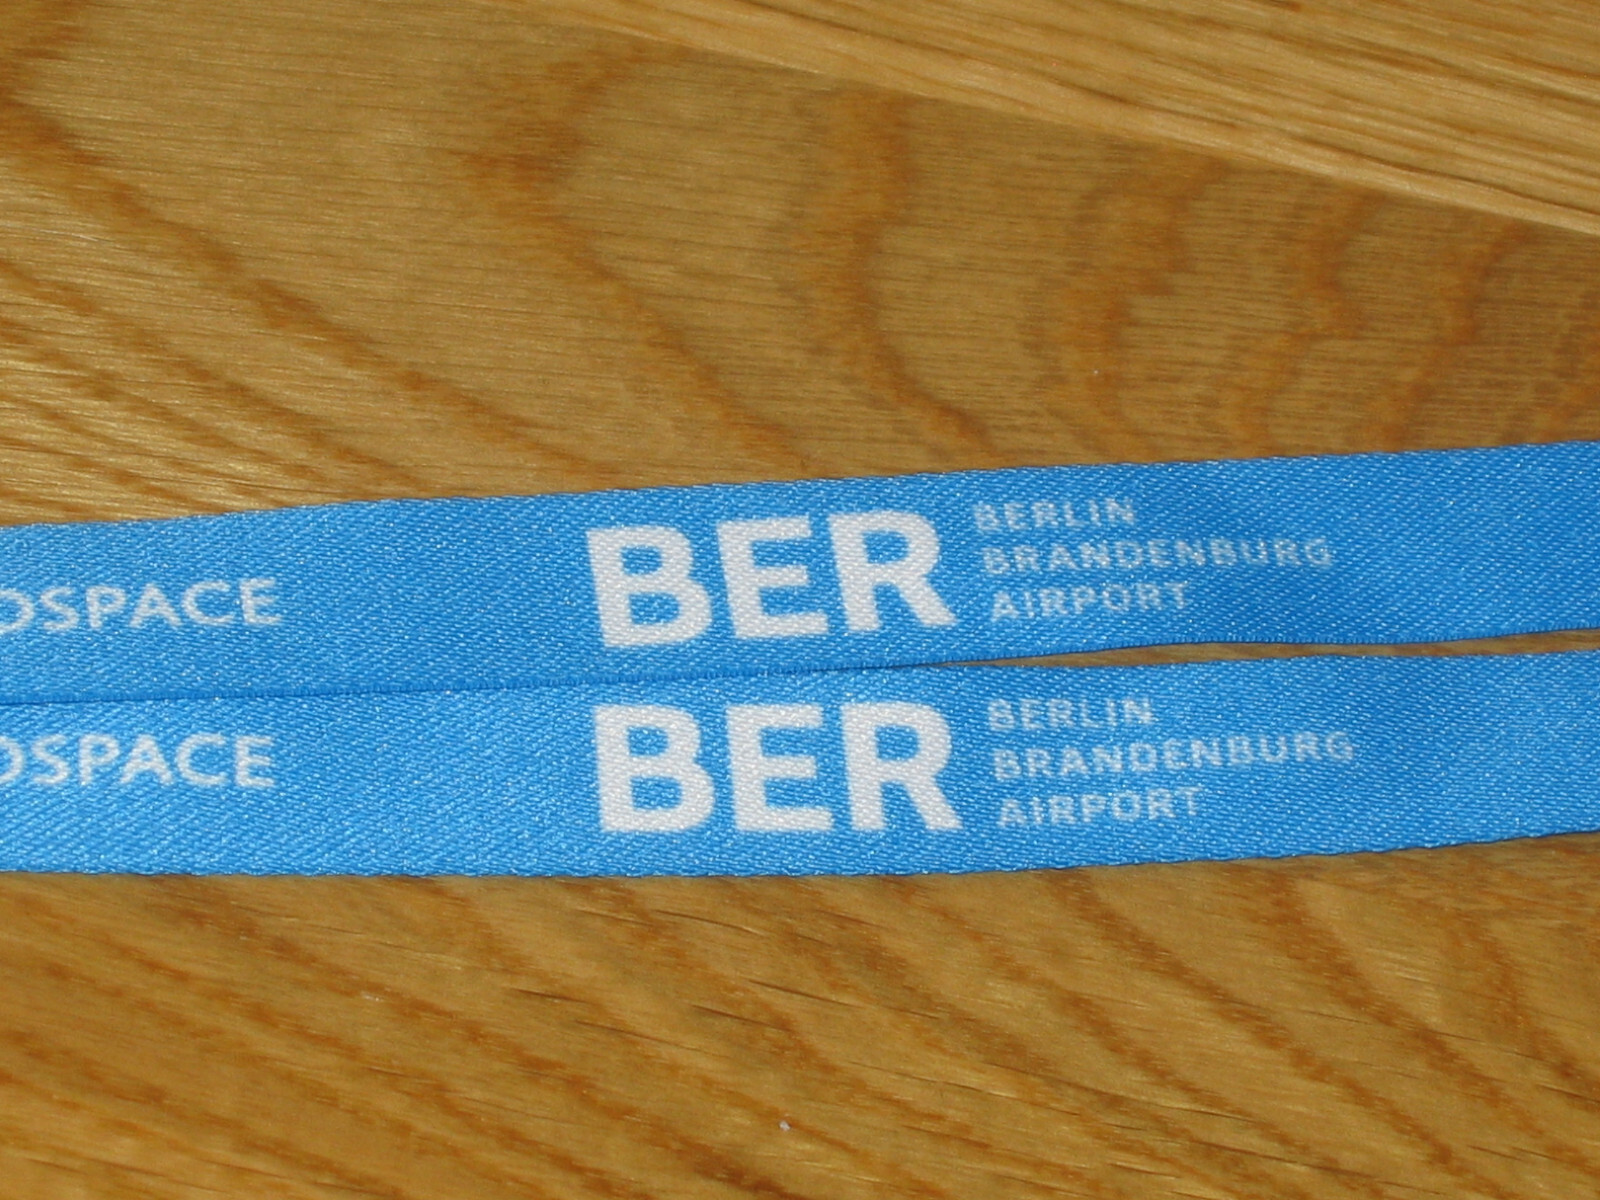 OSPACE
BER
BERLIN
BRANDENBURG
AIRPORT
OSPACE
BER
BERLIN
BRANDENBURG
AIRPORT